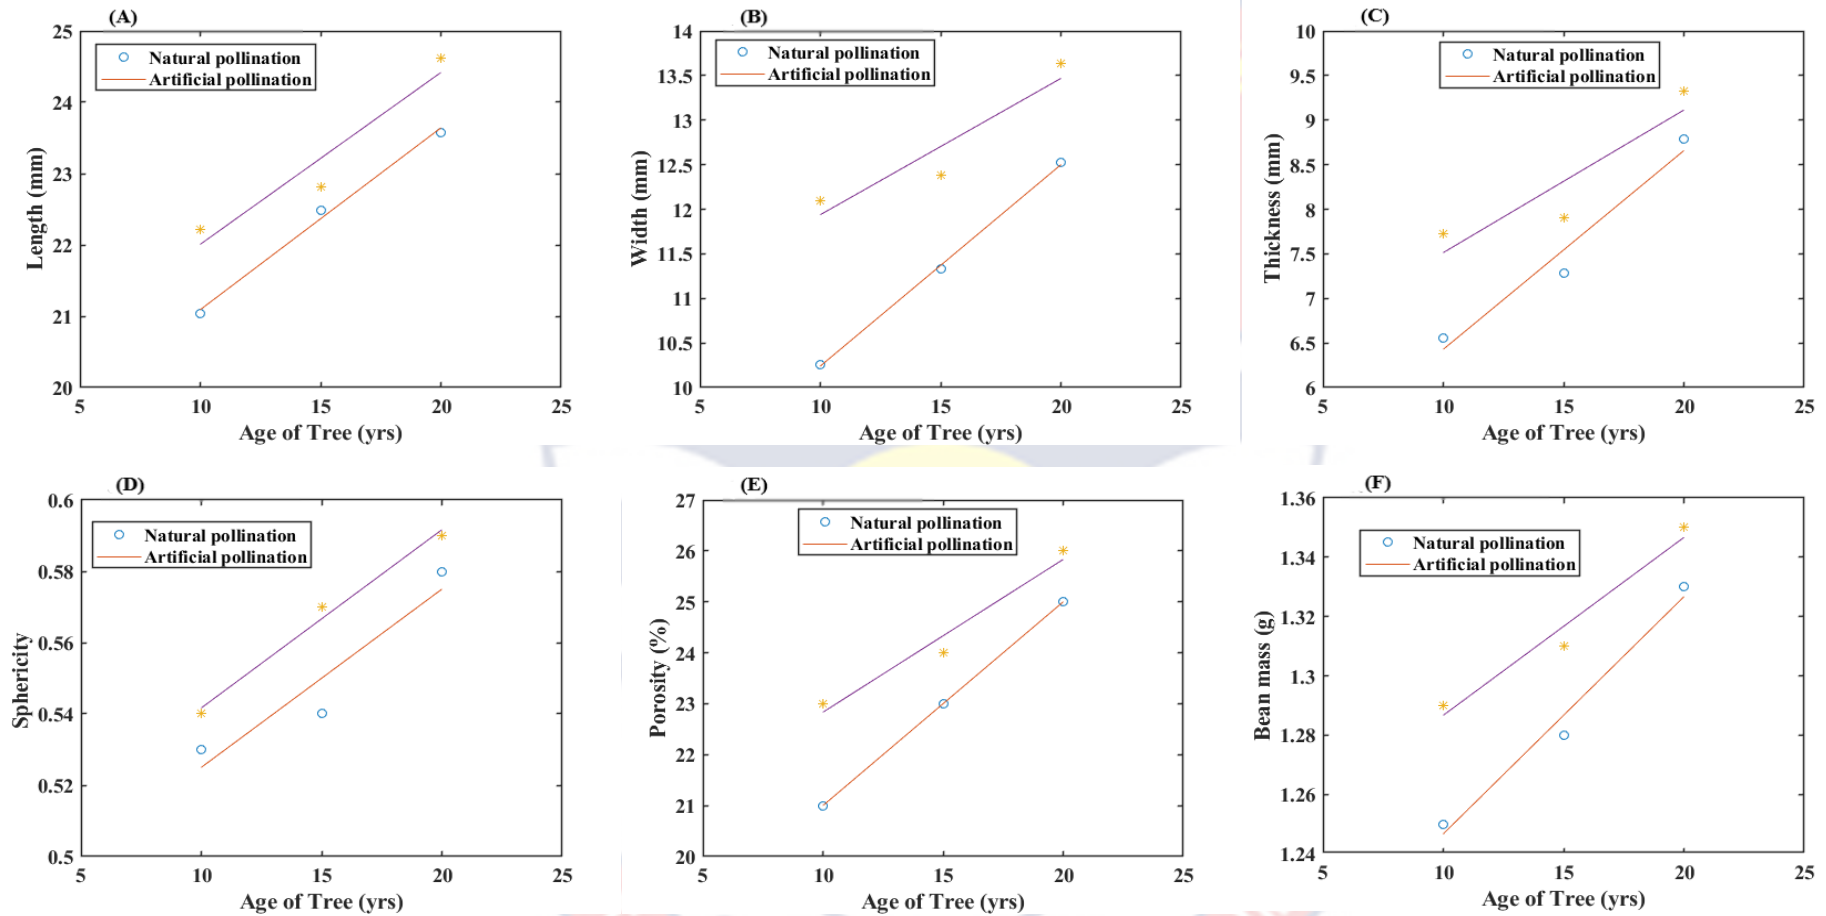 (A)
25
24
23
22
21
20
Length (mm)
Natural pollination
Artificial pollination
5 10 15 20 25
Age of Tree (yrs)
(B)
14
13.5
13
12.5
12
11.5
11
10.5
10
Width (mm)
Natural pollination
Artificial pollination
5 10 15 20 25
Age of Tree (yrs)
(C)
10
9.5
9
8.5
8
7.5
7
6.5
6
Thickness (mm)
Natural pollination
Artificial pollination
5 10 15 20 25
Age of Tree (yrs)
(D)
0.6
0.58
0.56
0.54
0.52
0.5
Sphericity
Natural pollination
Artificial pollination
5 10 15 20 25
Age of Tree (yrs)
(E)
27
26
25
24
23
22
21
20
Porosity (%)
Natural pollination
Artificial pollination
5 10 15 20 25
Age of Tree (yrs)
(F)
1.36
1.34
1.32
1.3
1.28
1.26
1.24
Bean mass (g)
Natural pollination
Artificial pollination
5 10 15 20 25
Age of Tree (yrs)